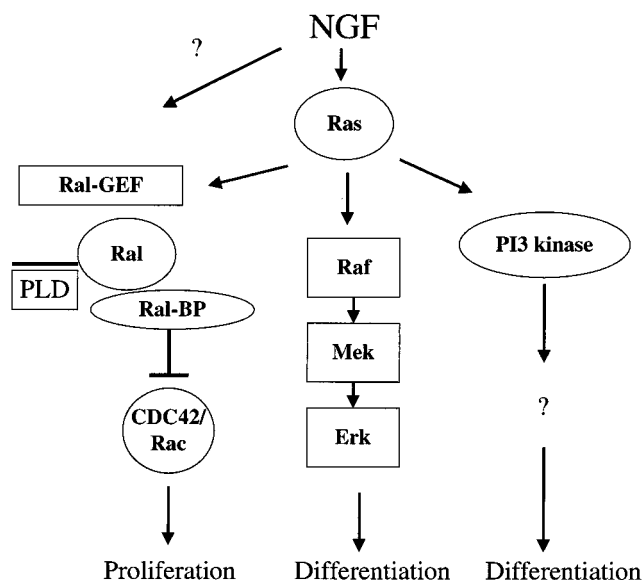 NGF
?
Ras
Ral-GEF
Ral
PLD
Ral-BP
CDC42/
Rac
Proliferation
Raf
Mek
Erk
Differentiation
PI3 kinase
?
Differentiation